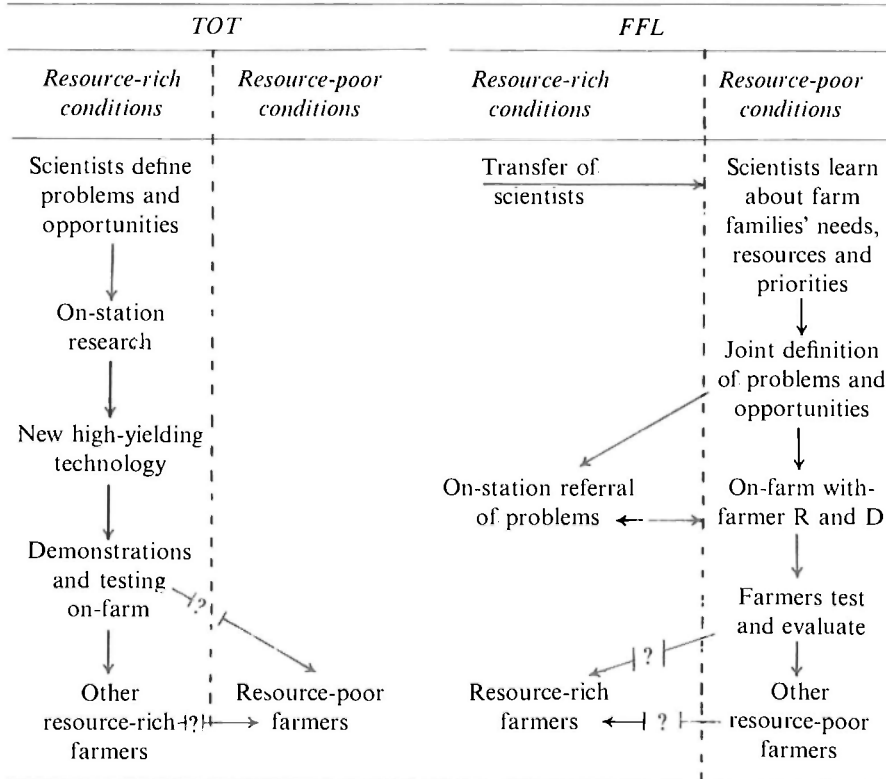 TOT
FFL
Resource-rich
conditions
Resource-poor
conditions
Resource-rich
conditions
Resource-poor
conditions
Scientists define
problems and
opportunities
On-station
research
New high-yielding
technology
Demonstrations
and testing
on-farm
?
Other
resource-rich
farmers
?
Resource-poor
farmers
Transfer of
scientists
Scientists learn
about farm
families' needs,
resources and
priorities
Joint definition
of problems and
opportunities
On-station referral
of problems
On-farm with-
farmer R and D
Farmers test
and evaluate
?
Resource-rich
farmers
?
Other
resource-poor
farmers